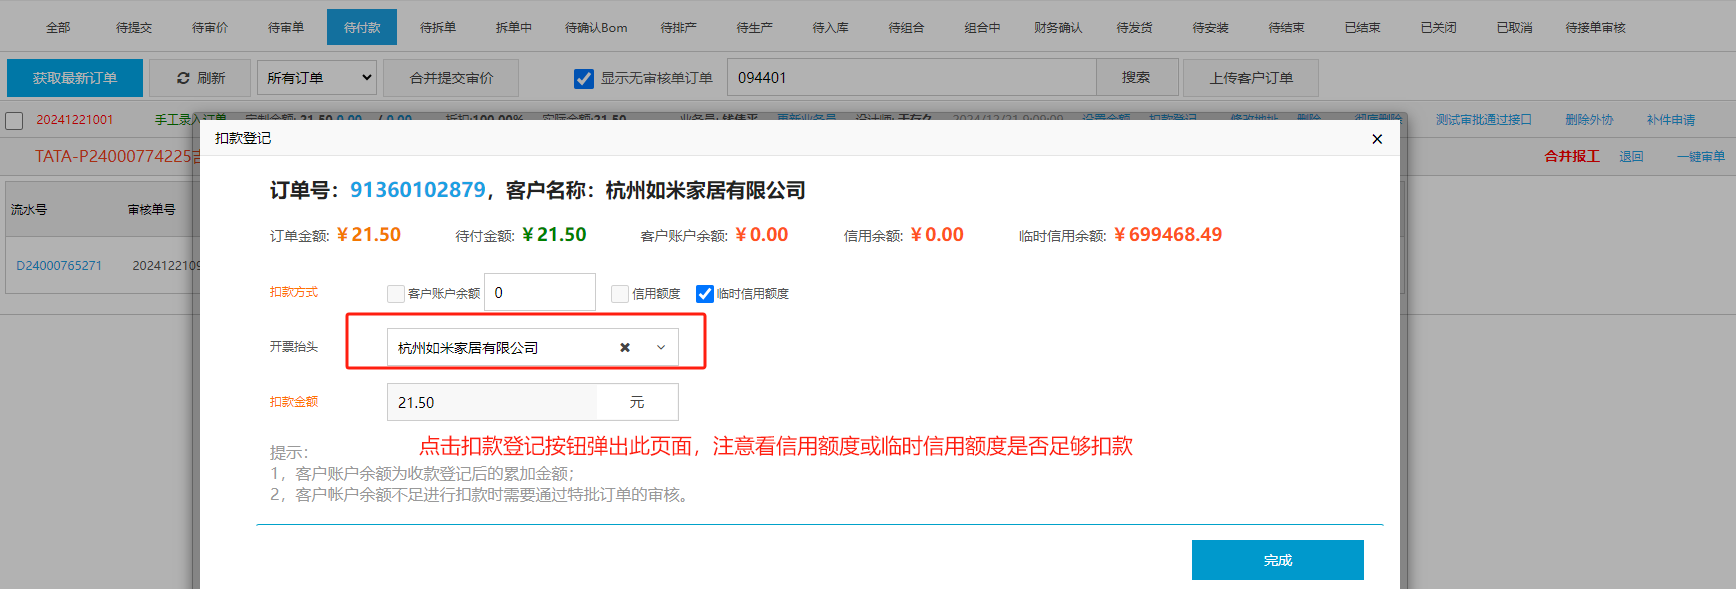 全部 待提交 待审价 待审单 待付款 待拆单 拆单中 待确认Bom 待排产 待生产 待入库 待组合 组合中 财务确认 待发货 待安装 待结束 已结束 已关闭 已取消 待接单审核
获取最新订单 刷新 所有订单 合并提交审价 显示无审核单订单 094401 搜索 上传客户订单
20241221001 手工录入订单 测试审批通过接口 删除外协 补件申请
扣款登记
TATA-P24000774225 合并报工 退回 一键审单
订单号：91360102879，客户名称：杭州如米家居有限公司
流水号 审核单号
订单金额: ￥21.50 待付金额: ￥21.50 客户账户余额: ￥0.00 信用余额: ￥0.00 临时信用余额: ￥699468.49
D24000765271 202412210
扣款方式 客户账户余额 0 信用额度 临时信用额度
开票抬头 杭州如米家居有限公司
扣款金额 21.50 元
点击扣款登记按钮弹出此页面，注意看信用额度或临时信用额度是否足够扣款
提示：
1，客户账户余额为收款登记后的累加金额；
2，客户帐户余额不足进行扣款时需要通过特批订单的审核。
完成